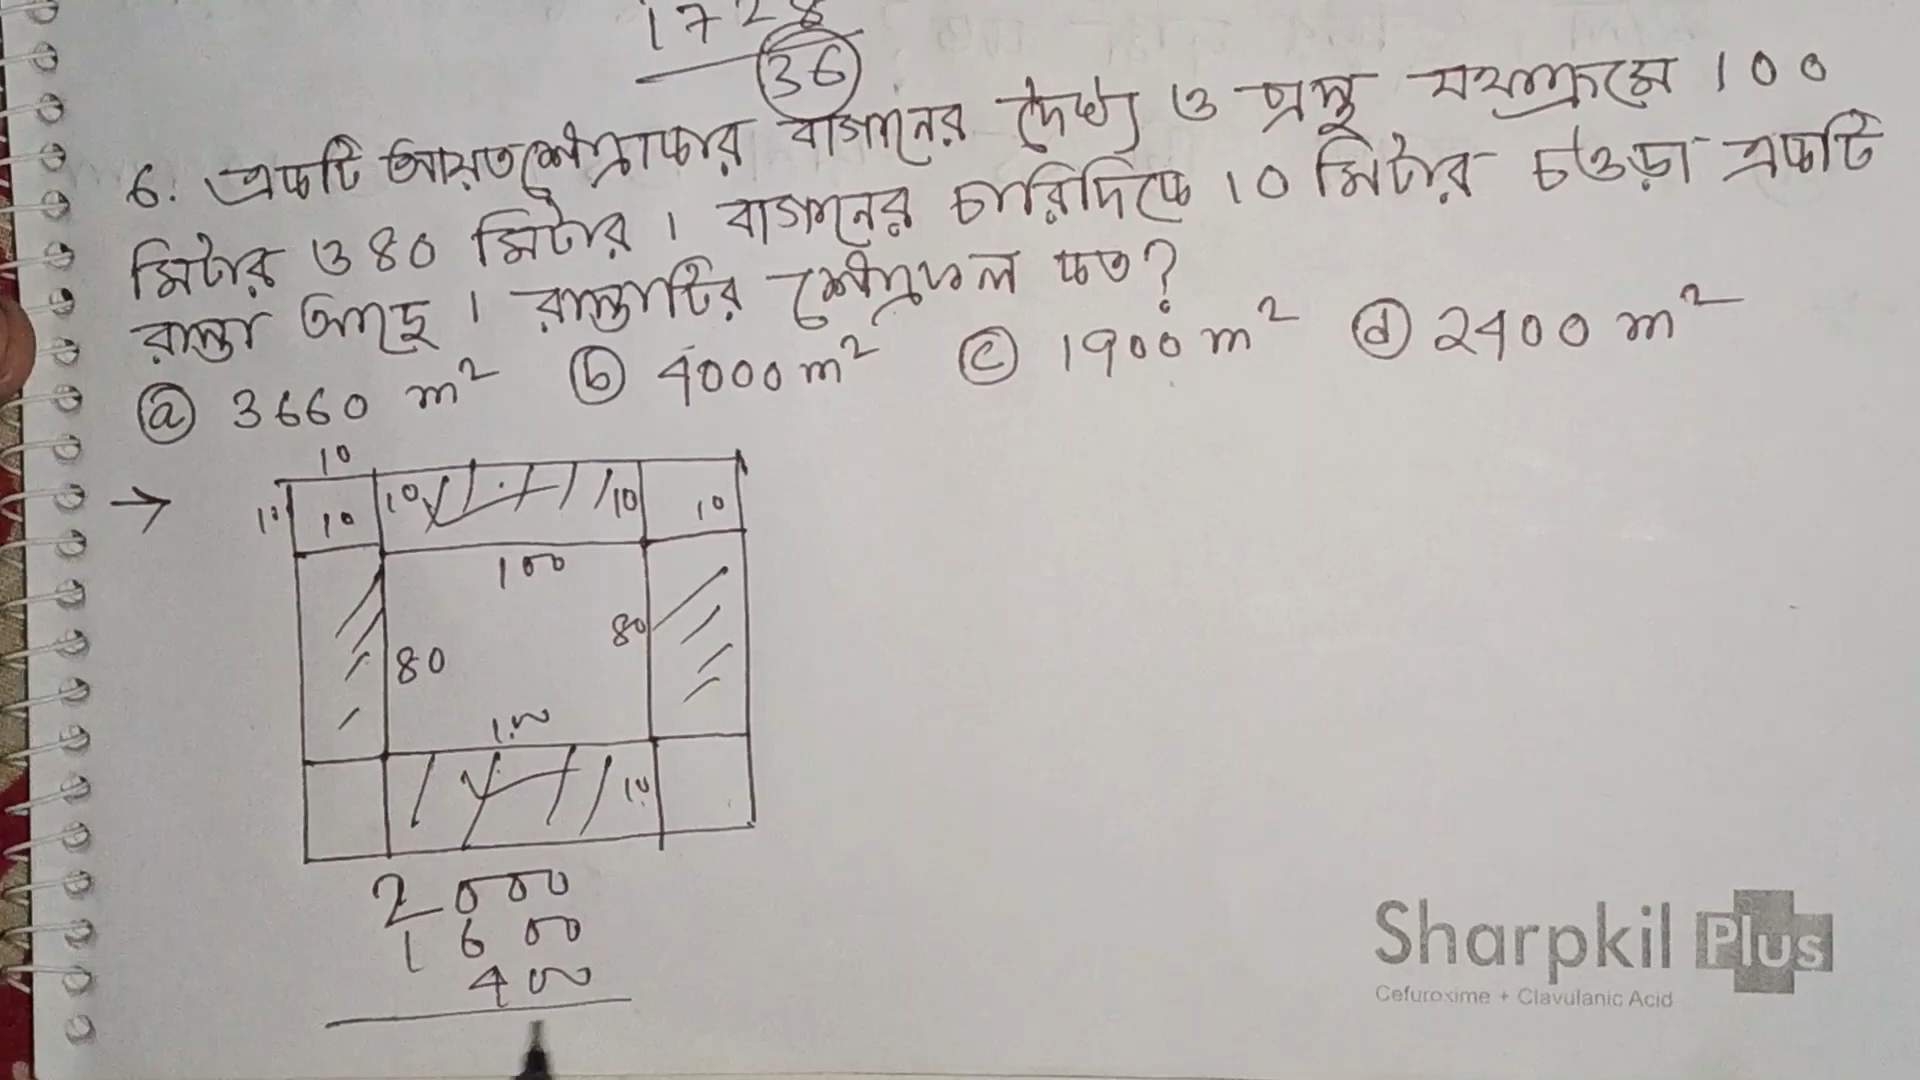 1728
36
6. একটি আয়তক্ষেত্রাকার বাগানের দৈর্ঘ্য ও প্রস্থ যথাক্রমে 100
মিটার ও 80 মিটার । বাগানের চারিদিকে 10 মিটার চওড়া একটি
রাস্তা আছে । রাস্তাটির ক্ষেত্রফল কত ?
ⓐ 3660 m² ⓑ 4000 m² ⓒ 1900 m² ⓓ 2400 m²
→
10
10 10 10 10 10
100
80 80
100
10
2000
1600
400
Sharpkil Plus
Cefuroxime + Clavulanic Acid